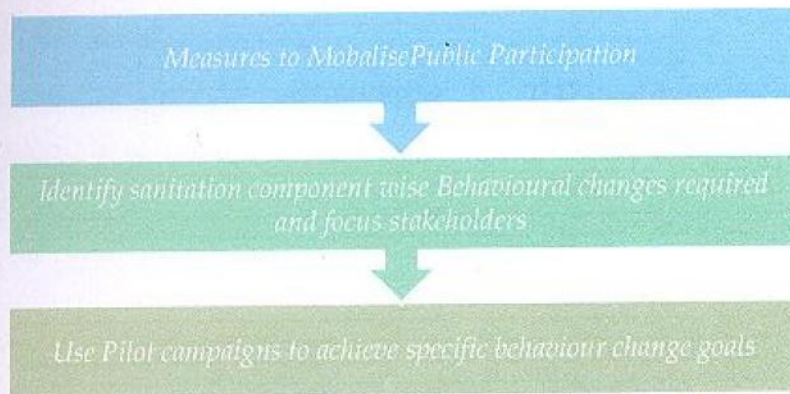 Measures to MobalisePublic Participation
Identify sanitation component wise Behavioural changes required
and focus stakeholders
Use Pilot campaigns to achieve specific behaviour change goals